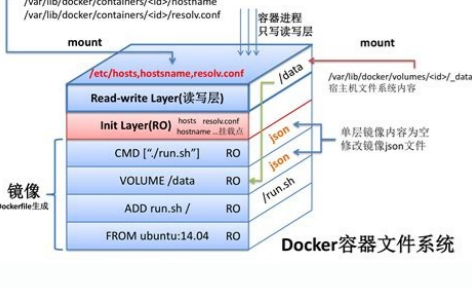 /var/lib/docker/containers/<id>/hostname
/var/lib/docker/containers/<id>/resolv.conf
容器进程
只写读写层
mount
mount
/etc/hosts,hostsname,resolv.conf
/data
/var/lib/docker/volumes/<id>/_data
宿主机文件系统内容
Read-write Layer(读写层)
Init Layer(RO) hosts resolv.conf
hostname ...挂载点
json
单层镜像内容为空
修改镜像json文件
CMD ["./run.sh"] RO
json
VOLUME /data RO
镜像
Dockerfile生成
/run.sh
ADD run.sh / RO
FROM ubuntu:14.04 RO
Docker容器文件系统